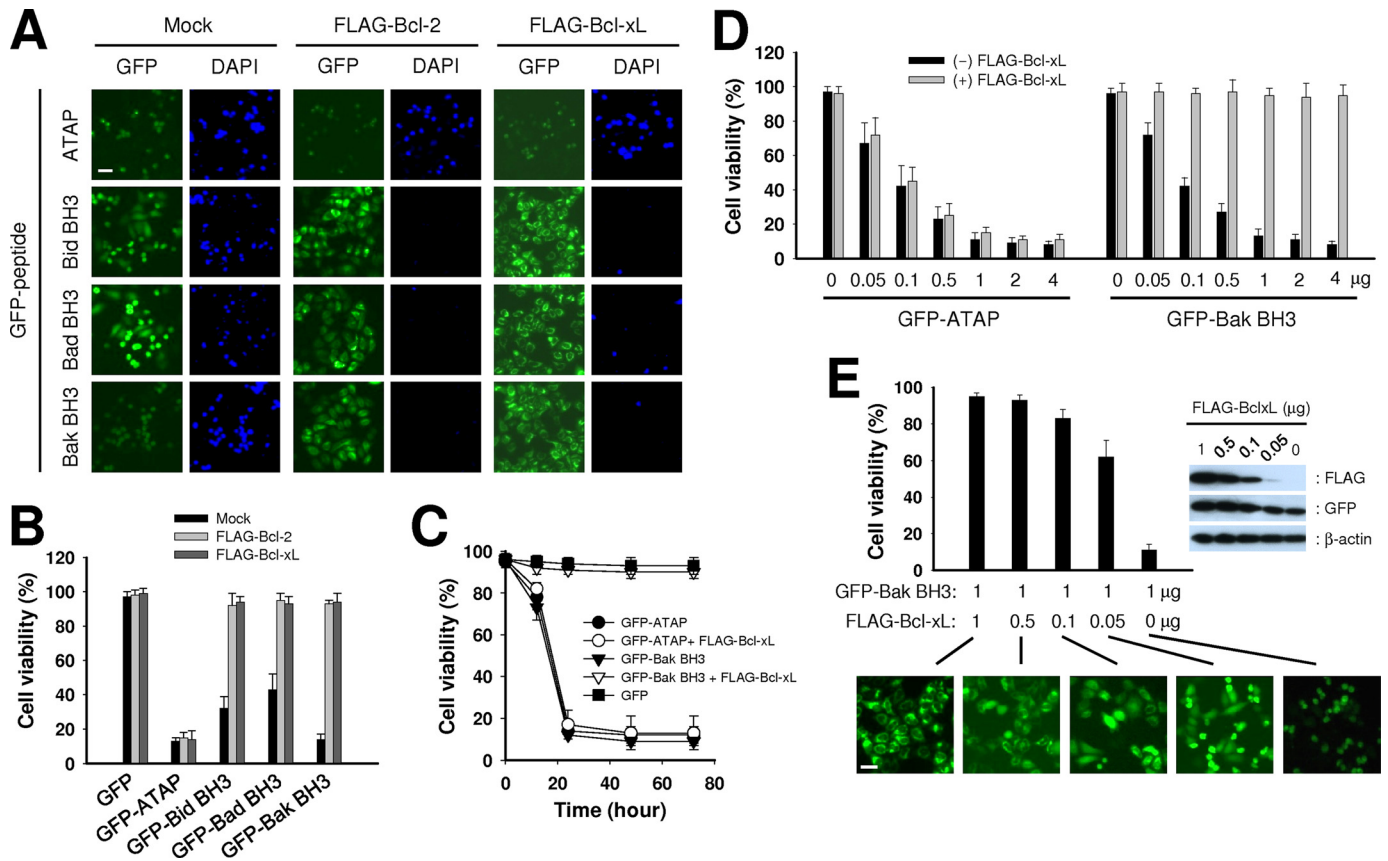 A
Mock
FLAG-Bcl-2
FLAG-Bcl-xL
GFP
DAPI
GFP
DAPI
GFP
DAPI
GFP-peptide
ATAP
Bid BH3
Bad BH3
Bak BH3
B
Mock
FLAG-Bcl-2
FLAG-Bcl-xL
Cell viability (%)
120
100
80
60
40
20
0
GFP
GFP-ATAP
GFP-Bid BH3
GFP-Bad BH3
GFP-Bak BH3
C
Cell viability (%)
100
80
60
40
20
0
GFP-ATAP
GFP-ATAP+ FLAG-Bcl-xL
GFP-Bak BH3
GFP-Bak BH3 + FLAG-Bcl-xL
GFP
0 20 40 60 80
Time (hour)
D
(−) FLAG-Bcl-xL
(+) FLAG-Bcl-xL
Cell viability (%)
120
100
80
60
40
20
0
0 0.05 0.1 0.5 1 2 4 0 0.05 0.1 0.5 1 2 4 µg
GFP-ATAP
GFP-Bak BH3
E
Cell viability (%)
100
80
60
40
20
0
GFP-Bak BH3: 1 1 1 1 1 µg
FLAG-Bcl-xL: 1 0.5 0.1 0.05 0 µg
FLAG-BclxL (µg)
1 0.5 0.1 0.05 0
: FLAG
: GFP
: β-actin